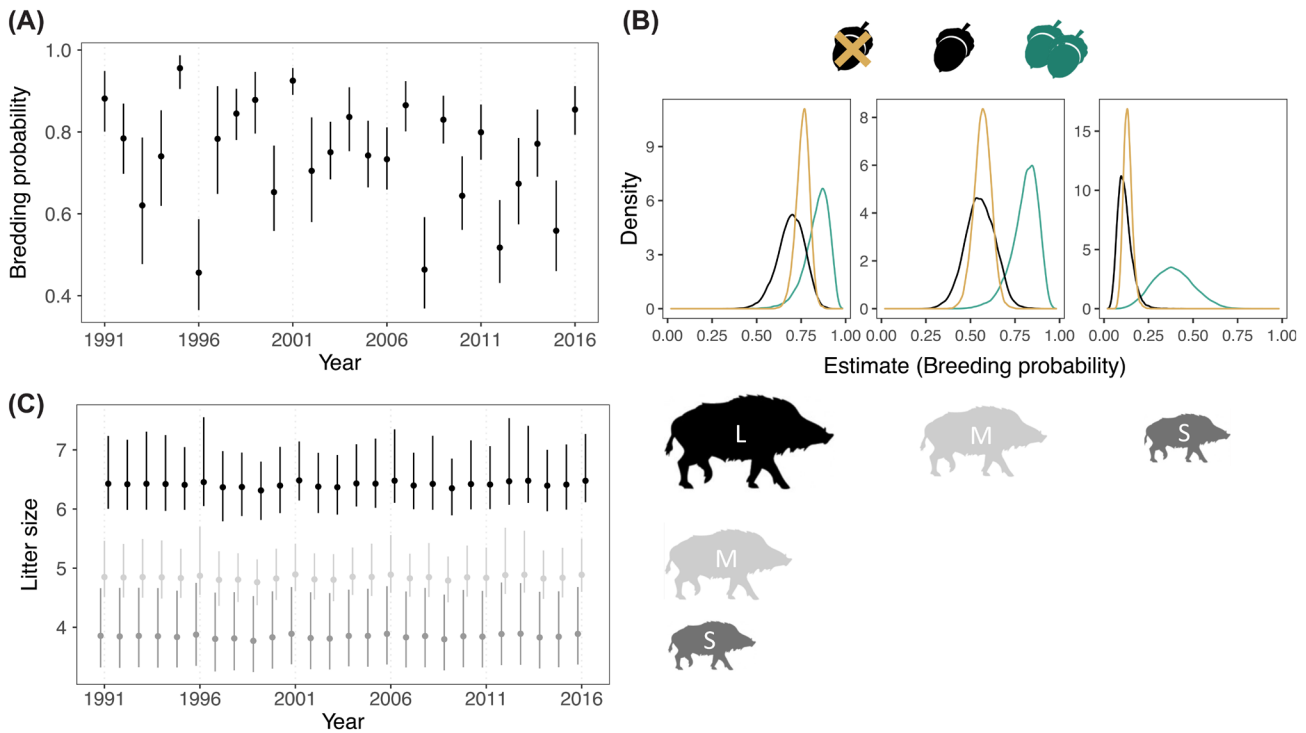 (A)
1.0
0.8
0.6
0.4
Bredding probability
1991 1996 2001 2006 2011 2016
Year
(B)
Density
9
6
3
0
0.00 0.25 0.50 0.75 1.00
8
6
4
2
0
0.00 0.25 0.50 0.75 1.00
15
10
5
0
0.00 0.25 0.50 0.75 1.00
Estimate (Breeding probability)
L
M
S
M
S
(C)
7
6
5
4
Litter size
1991 1996 2001 2006 2011 2016
Year